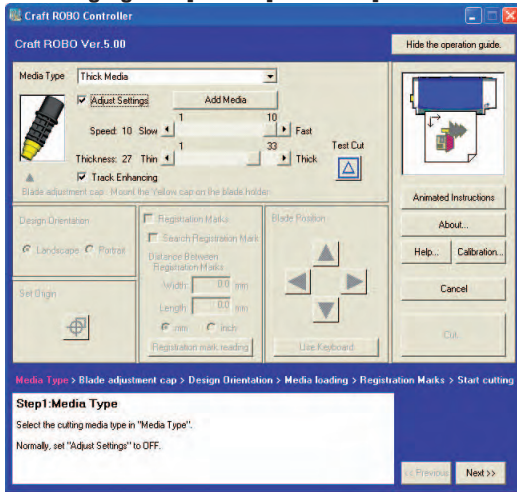 Craft ROBO Controller
Craft ROBO Ver.5.00
Hide the operation guide.
Media Type Thick Media
Adjust Settings Add Media
1 10
Speed: 10 Slow Fast
1 33
Thickness: 27 Thin Thick
Test Cut
Track Enhancing
Blade adjustment cap : Mount the Yellow cap on the blade holder.
Animated Instructions
About...
Help... Calibration...
Cancel
Cut
Design Orientation
Landscape Portrait
Set Origin
Registration Marks
Search Registration Mark
Distance Between
Registration Marks
Width 0.0 mm
Length 0.0 mm
mm inch
Registration mark reading
Blade Position
Use Keyboard
Media Type > Blade adjustment cap > Design Orientation > Media loading > Registration Marks > Start cutting
Step1:Media Type
Select the cutting media type in "Media Type".
Normally, set "Adjust Settings" to OFF.
<< Previous Next >>